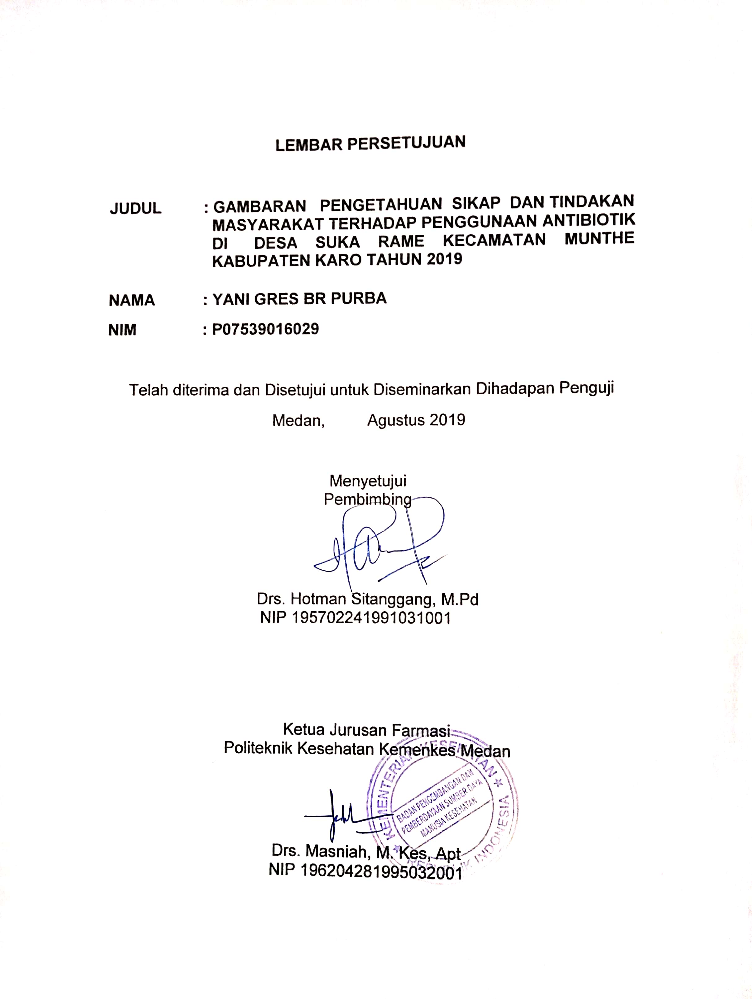 LEMBAR PERSETUJUAN
JUDUL : GAMBARAN PENGETAHUAN SIKAP DAN TINDAKAN
MASYARAKAT TERHADAP PENGGUNAAN ANTIBIOTIK
DI DESA SUKA RAME KECAMATAN MUNTHE
KABUPATEN KARO TAHUN 2019
NAMA : YANI GRES BR PURBA
NIM : P07539016029
Telah diterima dan Disetujui untuk Diseminarkan Dihadapan Penguji
Medan, Agustus 2019
Menyetujui
Pembimbing
Drs. Hotman Sitanggang, M.Pd
NIP 195702241991031001
Ketua Jurusan Farmasi
Politeknik Kesehatan Kemenkes Medan
KEMENTERIAN KESEHATAN
REPUBLIK INDONESIA
BADAN PENGEMBANGAN DAN
PEMBERDAYAAN SUMBER DAYA
MANUSIA KESEHATAN
Drs. Masniah, M. Kes, Apt
NIP 196204281995032001